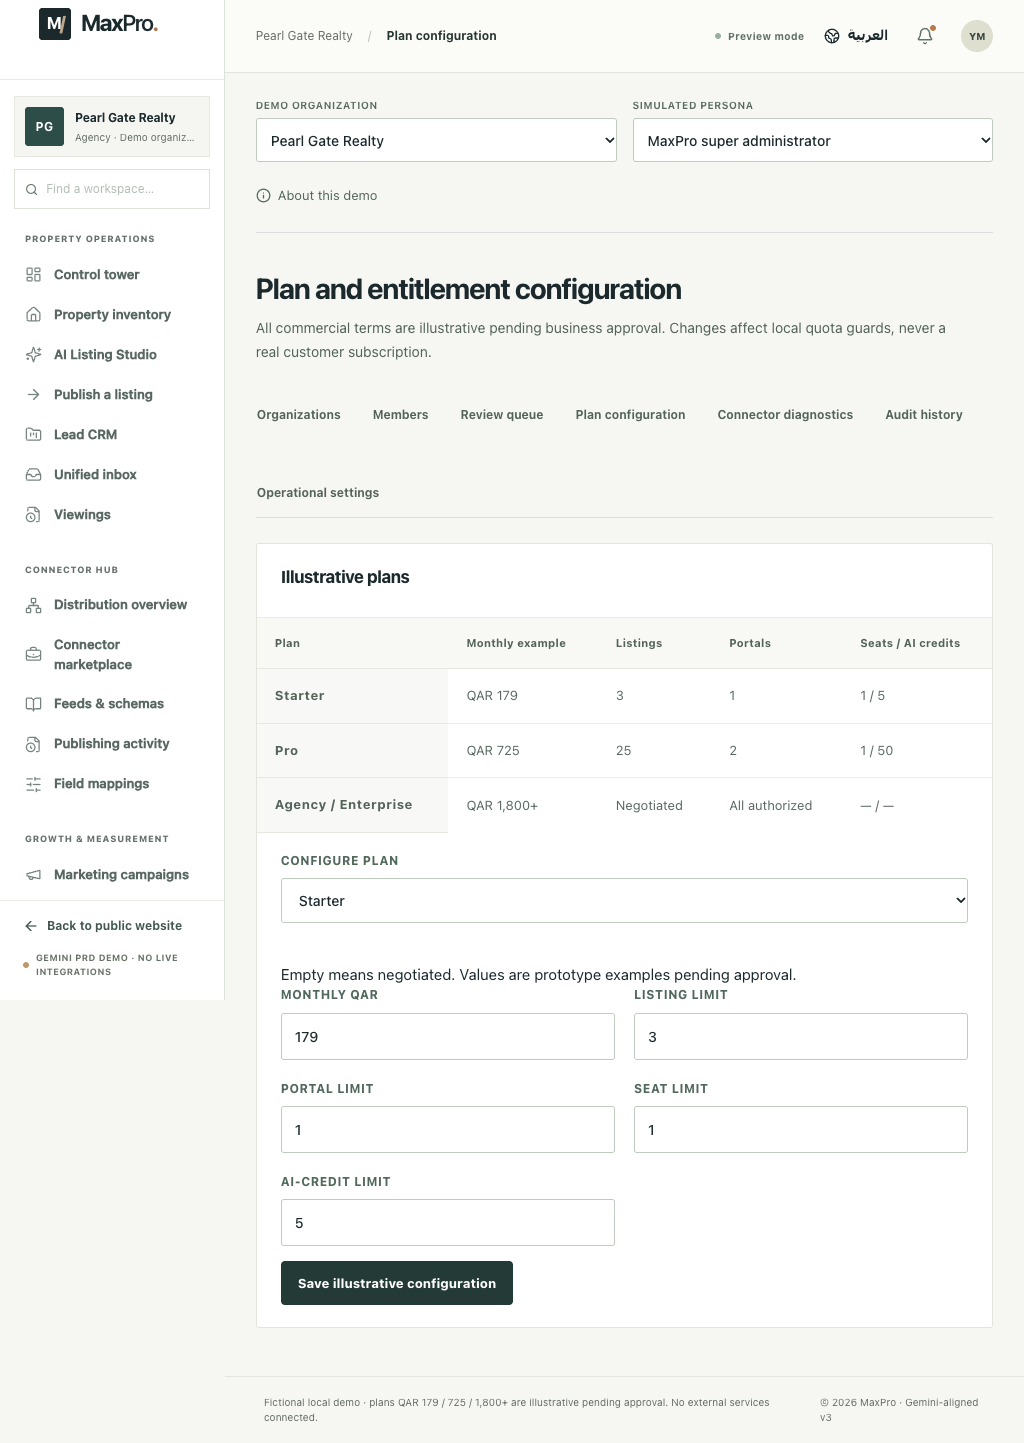 M/ MaxPro.
PG
Pearl Gate Realty
Agency · Demo organiz...
Find a workspace...
PROPERTY OPERATIONS
Control tower
Property inventory
AI Listing Studio
Publish a listing
Lead CRM
Unified inbox
Viewings
CONNECTOR HUB
Distribution overview
Connector
marketplace
Feeds & schemas
Publishing activity
Field mappings
GROWTH & MEASUREMENT
Marketing campaigns
Back to public website
GEMINI PRD DEMO · NO LIVE
INTEGRATIONS
Pearl Gate Realty / Plan configuration
Preview mode
العربية
YM
DEMO ORGANIZATION
Pearl Gate Realty
SIMULATED PERSONA
MaxPro super administrator
About this demo
Plan and entitlement configuration
All commercial terms are illustrative pending business approval. Changes affect local quota guards, never a
real customer subscription.
Organizations Members Review queue Plan configuration Connector diagnostics Audit history
Operational settings
Illustrative plans
Plan Monthly example Listings Portals Seats / AI credits
Starter QAR 179 3 1 1 / 5
Pro QAR 725 25 2 1 / 50
Agency / Enterprise QAR 1,800+ Negotiated All authorized — / —
CONFIGURE PLAN
Starter
Empty means negotiated. Values are prototype examples pending approval.
MONTHLY QAR LISTING LIMIT
179 3
PORTAL LIMIT SEAT LIMIT
1 1
AI-CREDIT LIMIT
5
Save illustrative configuration
Fictional local demo · plans QAR 179 / 725 / 1,800+ are illustrative pending approval. No external services
connected.
© 2026 MaxPro · Gemini-aligned
v3